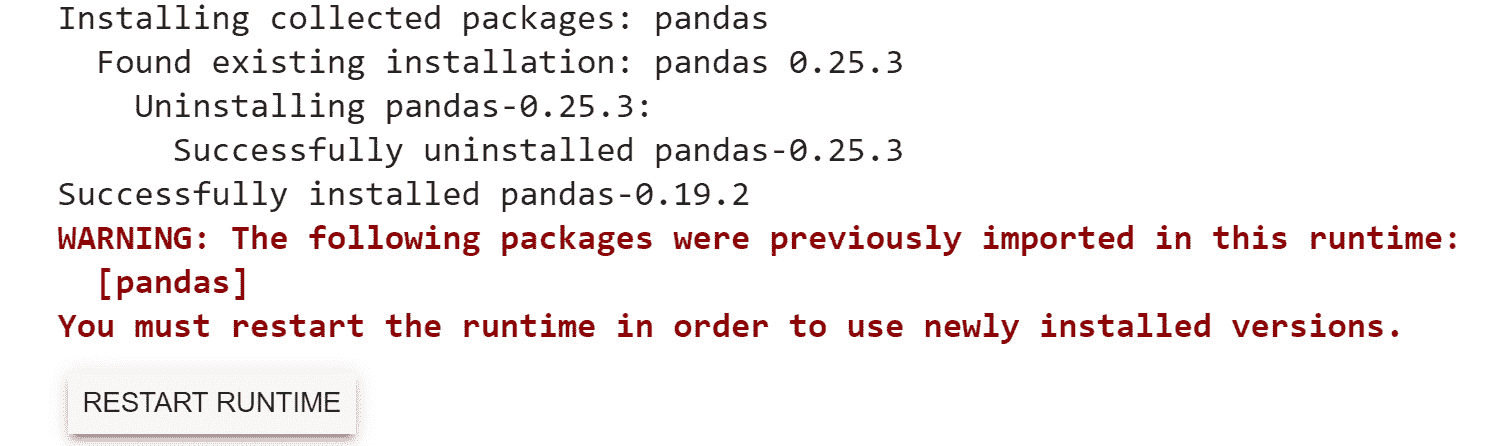 Installing collected packages: pandas
  Found existing installation: pandas 0.25.3
    Uninstalling pandas-0.25.3:
      Successfully uninstalled pandas-0.25.3
Successfully installed pandas-0.19.2
WARNING: The following packages were previously imported in this runtime:
  [pandas]
You must restart the runtime in order to use newly installed versions.
RESTART RUNTIME